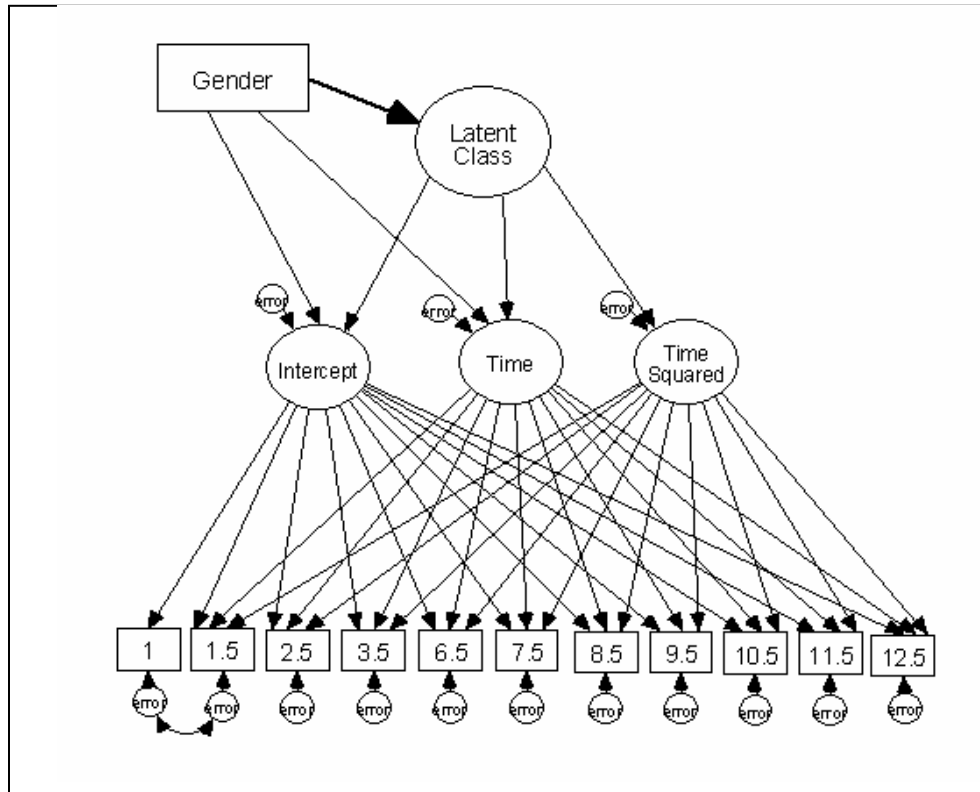 Gender
Latent
Class
error
error
error
Intercept
Time
Time
Squared
1
1.5
2.5
3.5
6.5
7.5
8.5
9.5
10.5
11.5
12.5
error
error
error
error
error
error
error
error
error
error
error